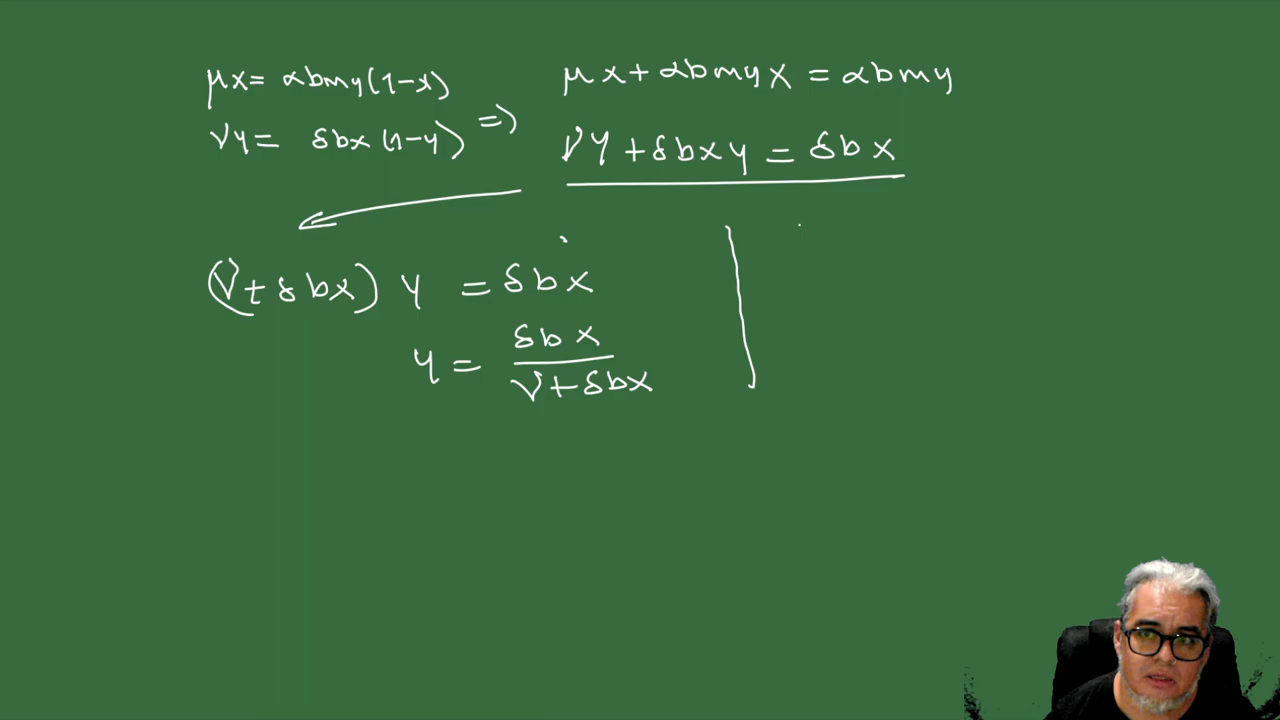 μx = αbmy(1-x)
νy = δbx(1-y) =>
μx + αbmyx = αbmy
νy + δbxy = δbx
(ν + δbx) y = δbx
y = δbx / ν + δbx